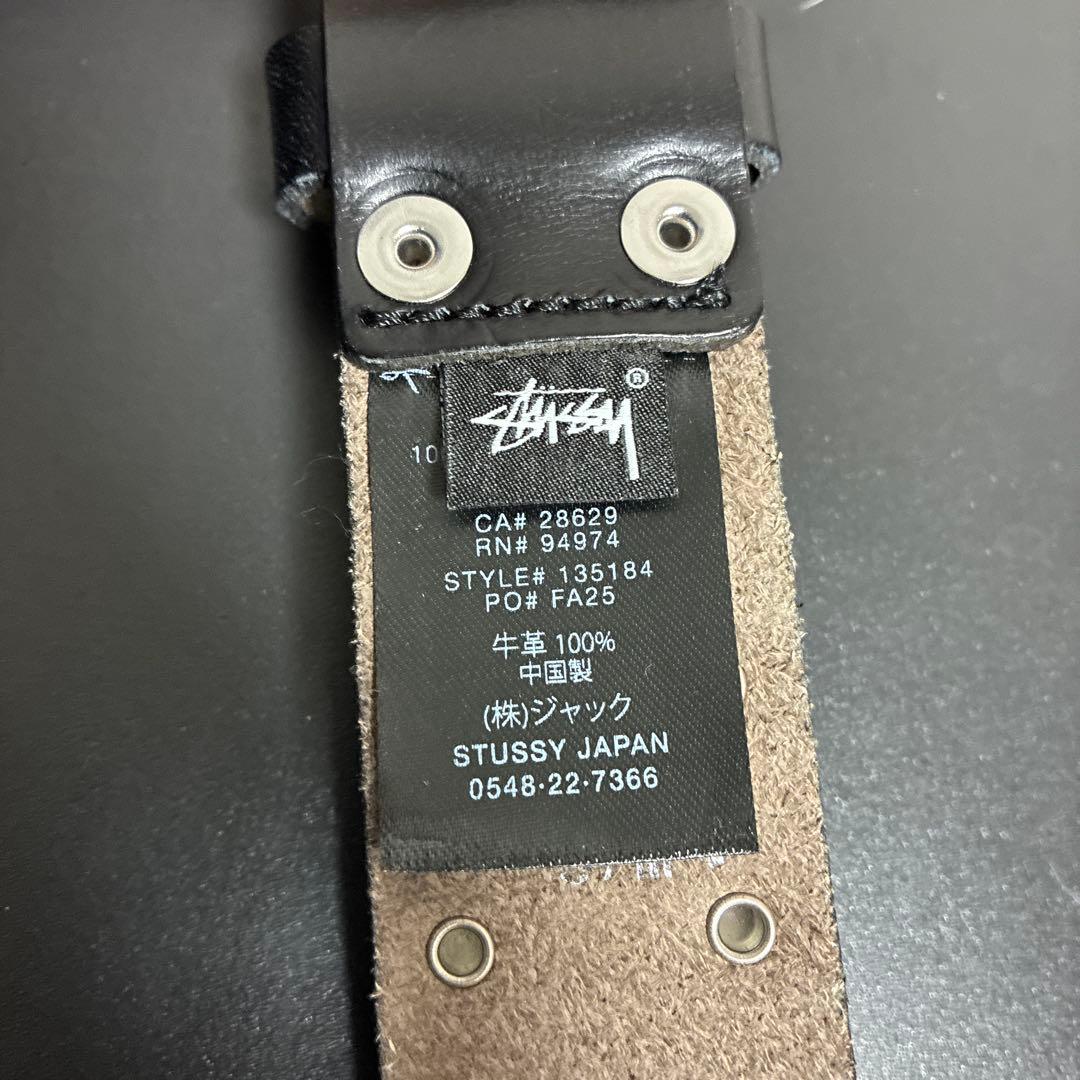 STÜSSY®
10
CA# 28629
RN# 94974
STYLE# 135184
PO# FA25
牛革 100%
中国製
(株)ジャック
STUSSY JAPAN
0548·22·7366